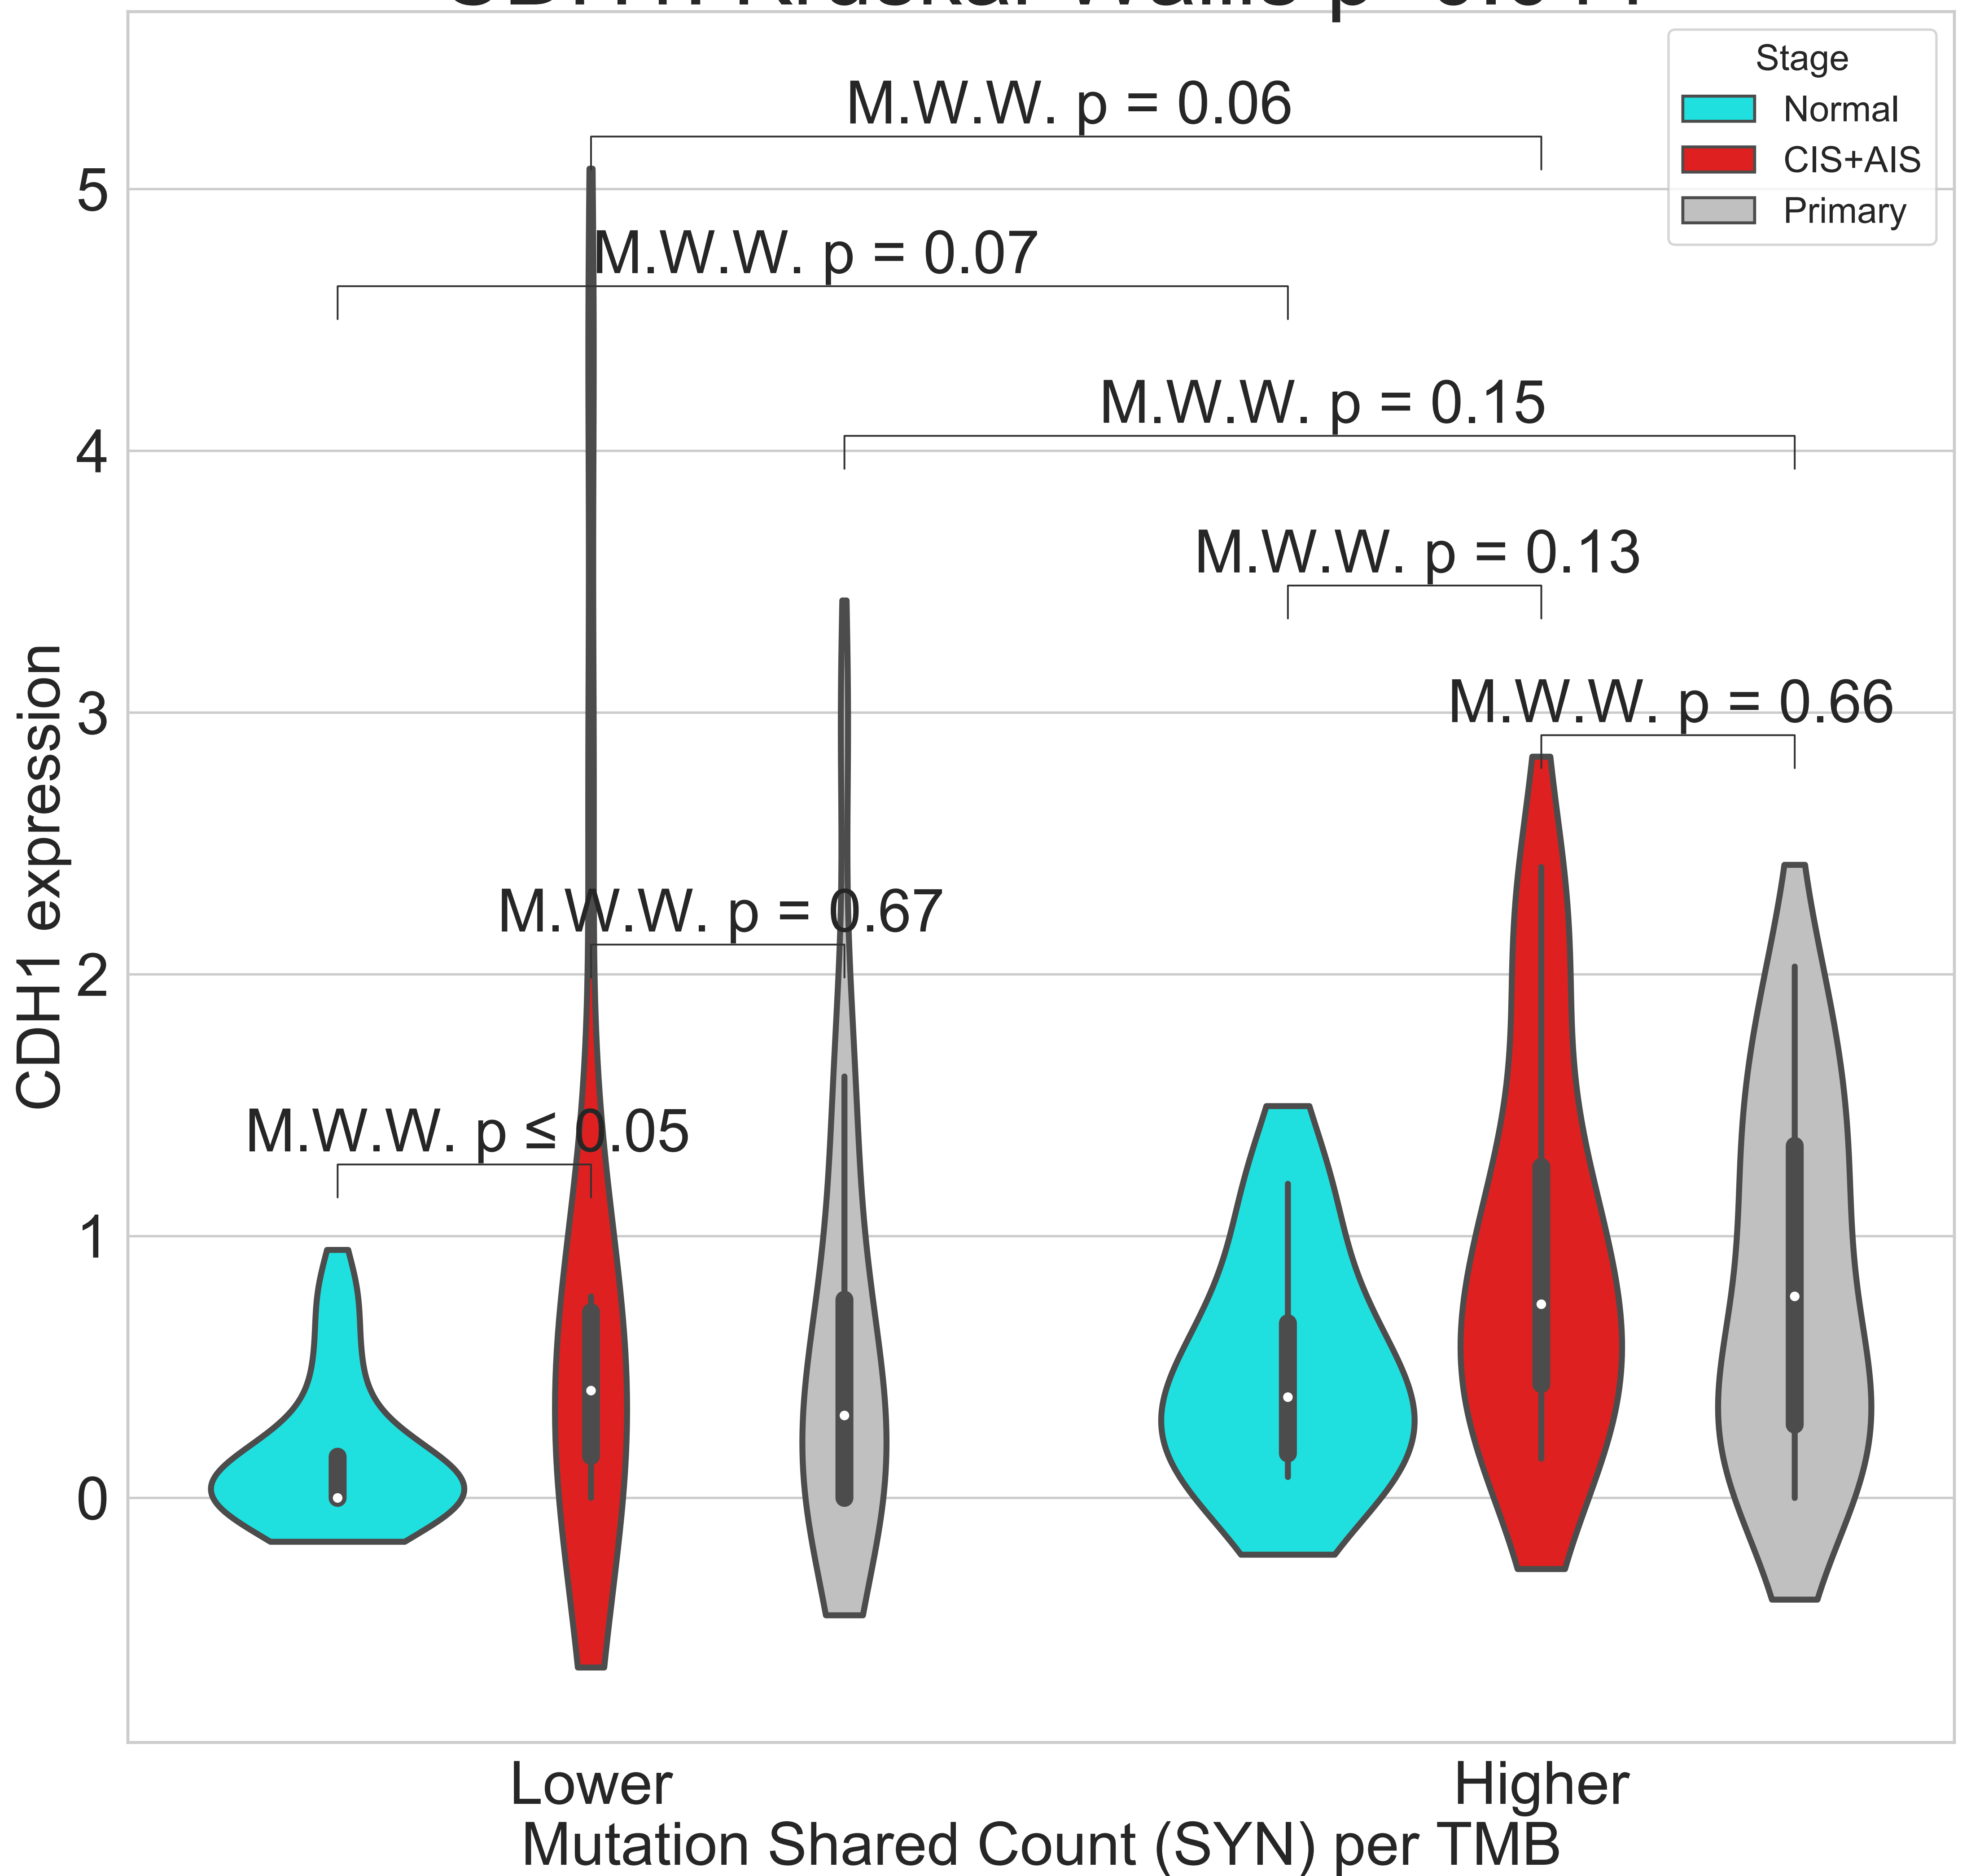 Stage
Normal
CIS+AIS
Primary
M.W.W. p = 0.06
M.W.W. p = 0.07
M.W.W. p = 0.15
M.W.W. p = 0.13
M.W.W. p = 0.66
M.W.W. p = 0.67
M.W.W. p ≤ 0.05
CDH1 expression
5
4
3
2
1
0
Lower
Higher
Mutation Shared Count (SYN) per TMB